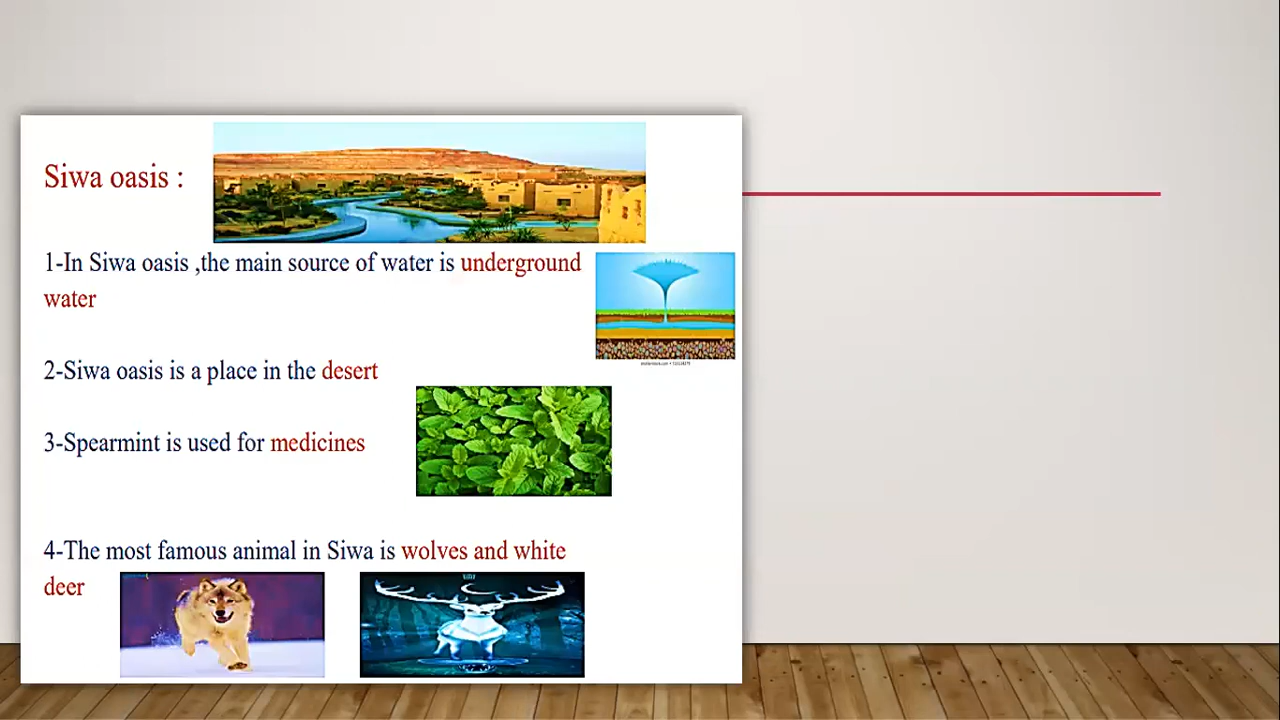 Siwa oasis :
1-In Siwa oasis ,the main source of water is underground
water
2-Siwa oasis is a place in the desert
3-Spearmint is used for medicines
4-The most famous animal in Siwa is wolves and white
deer